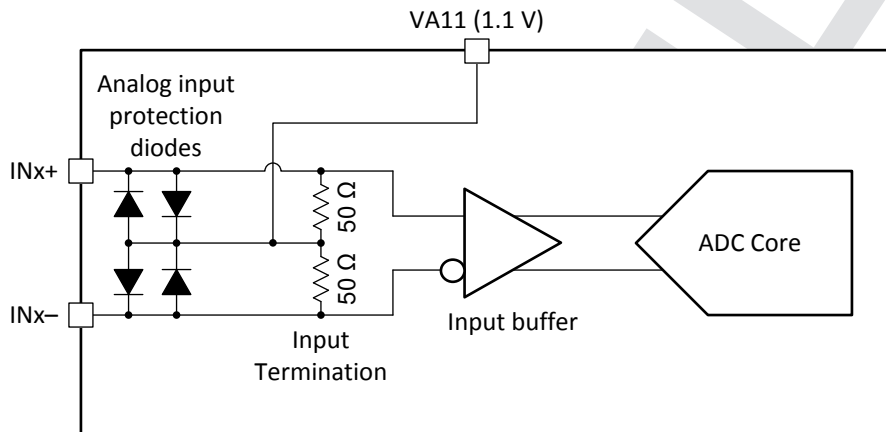 VA11 (1.1 V)
Analog input
protection
diodes
INx+
50 Ω
50 Ω
ADC Core
INx–
Input
Termination
Input buffer